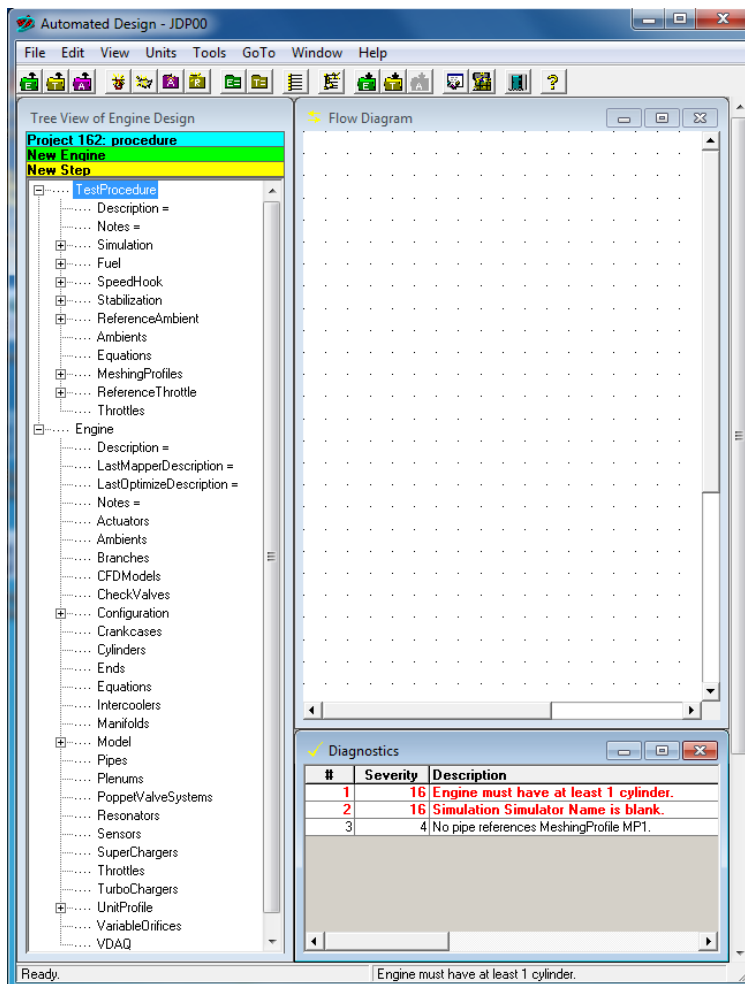 Automated Design - JDP00
File Edit View Units Tools GoTo Window Help
Tree View of Engine Design
Project 162: procedure
New Engine
New Step
TestProcedure
Description =
Notes =
Simulation
Fuel
SpeedHook
Stabilization
ReferenceAmbient
Ambients
Equations
MeshingProfiles
ReferenceThrottle
Throttles
Engine
Description =
LastMapperDescription =
LastOptimizeDescription =
Notes =
Actuators
Ambients
Branches
CFDModels
CheckValves
Configuration
Crankcases
Cylinders
Ends
Equations
Intercoolers
Manifolds
Model
Pipes
Plenums
PoppetValveSystems
Resonators
Sensors
SuperChargers
Throttles
TurboChargers
UnitProfile
VariableOrifices
VDAQ
Flow Diagram
Diagnostics
# Severity Description
1 16 Engine must have at least 1 cylinder.
2 16 Simulation Simulator Name is blank.
3 4 No pipe references MeshingProfile MP1.
Ready.
Engine must have at least 1 cylinder.